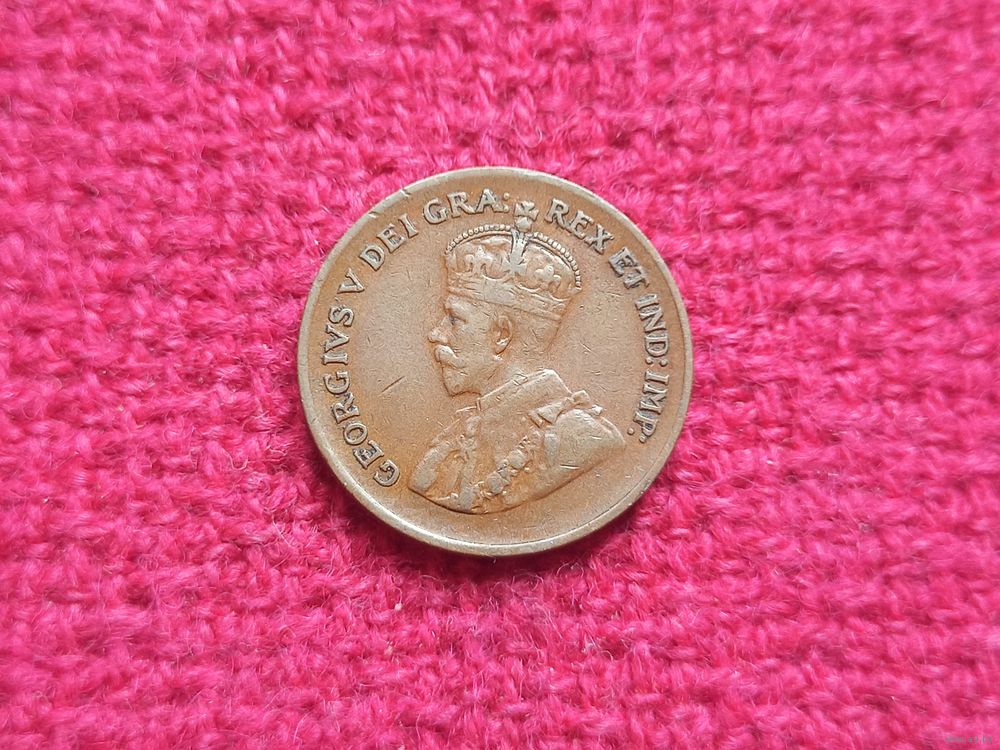 GEORGIVS V DEI GRA: REX ET IND: IMP: